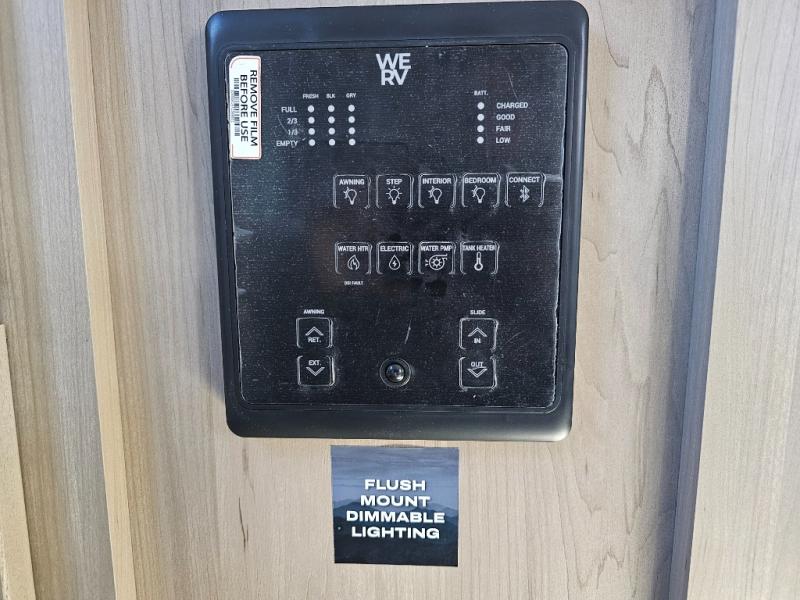 WE
RV
REMOVE FILM
BEFORE USE
FRESH BLK GRY
FULL
2/3
1/3
EMPTY
BATT.
CHARGED
GOOD
FAIR
LOW
AWNING STEP INTERIOR BEDROOM CONNECT
WATER HTR ELECTRIC WATER PMP TANK HEATER
DSI FAULT
AWNING
RET.
EXT.
SLIDE
IN
OUT
FLUSH
MOUNT
DIMMABLE
LIGHTING